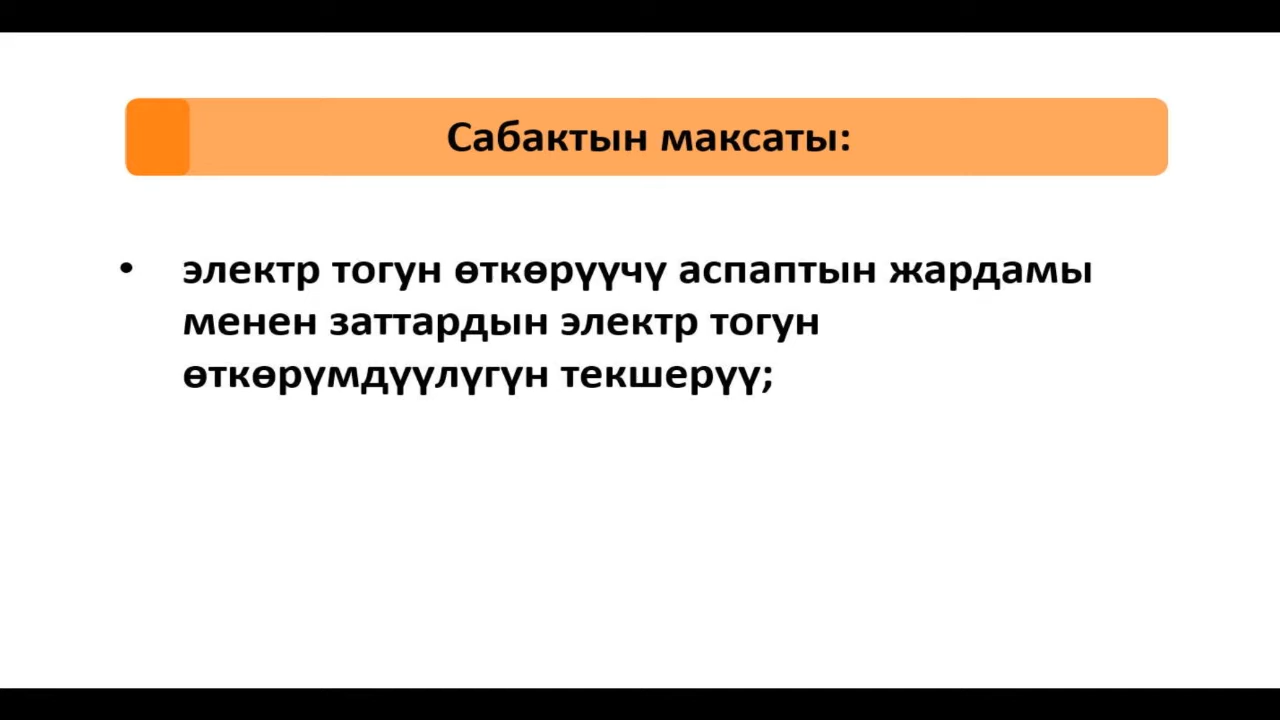 Сабактын максаты:
• электр тогун өткөрүүчү аспаптын жардамы
менен заттардын электр тогун
өткөрүмдүүлүгүн текшерүү;